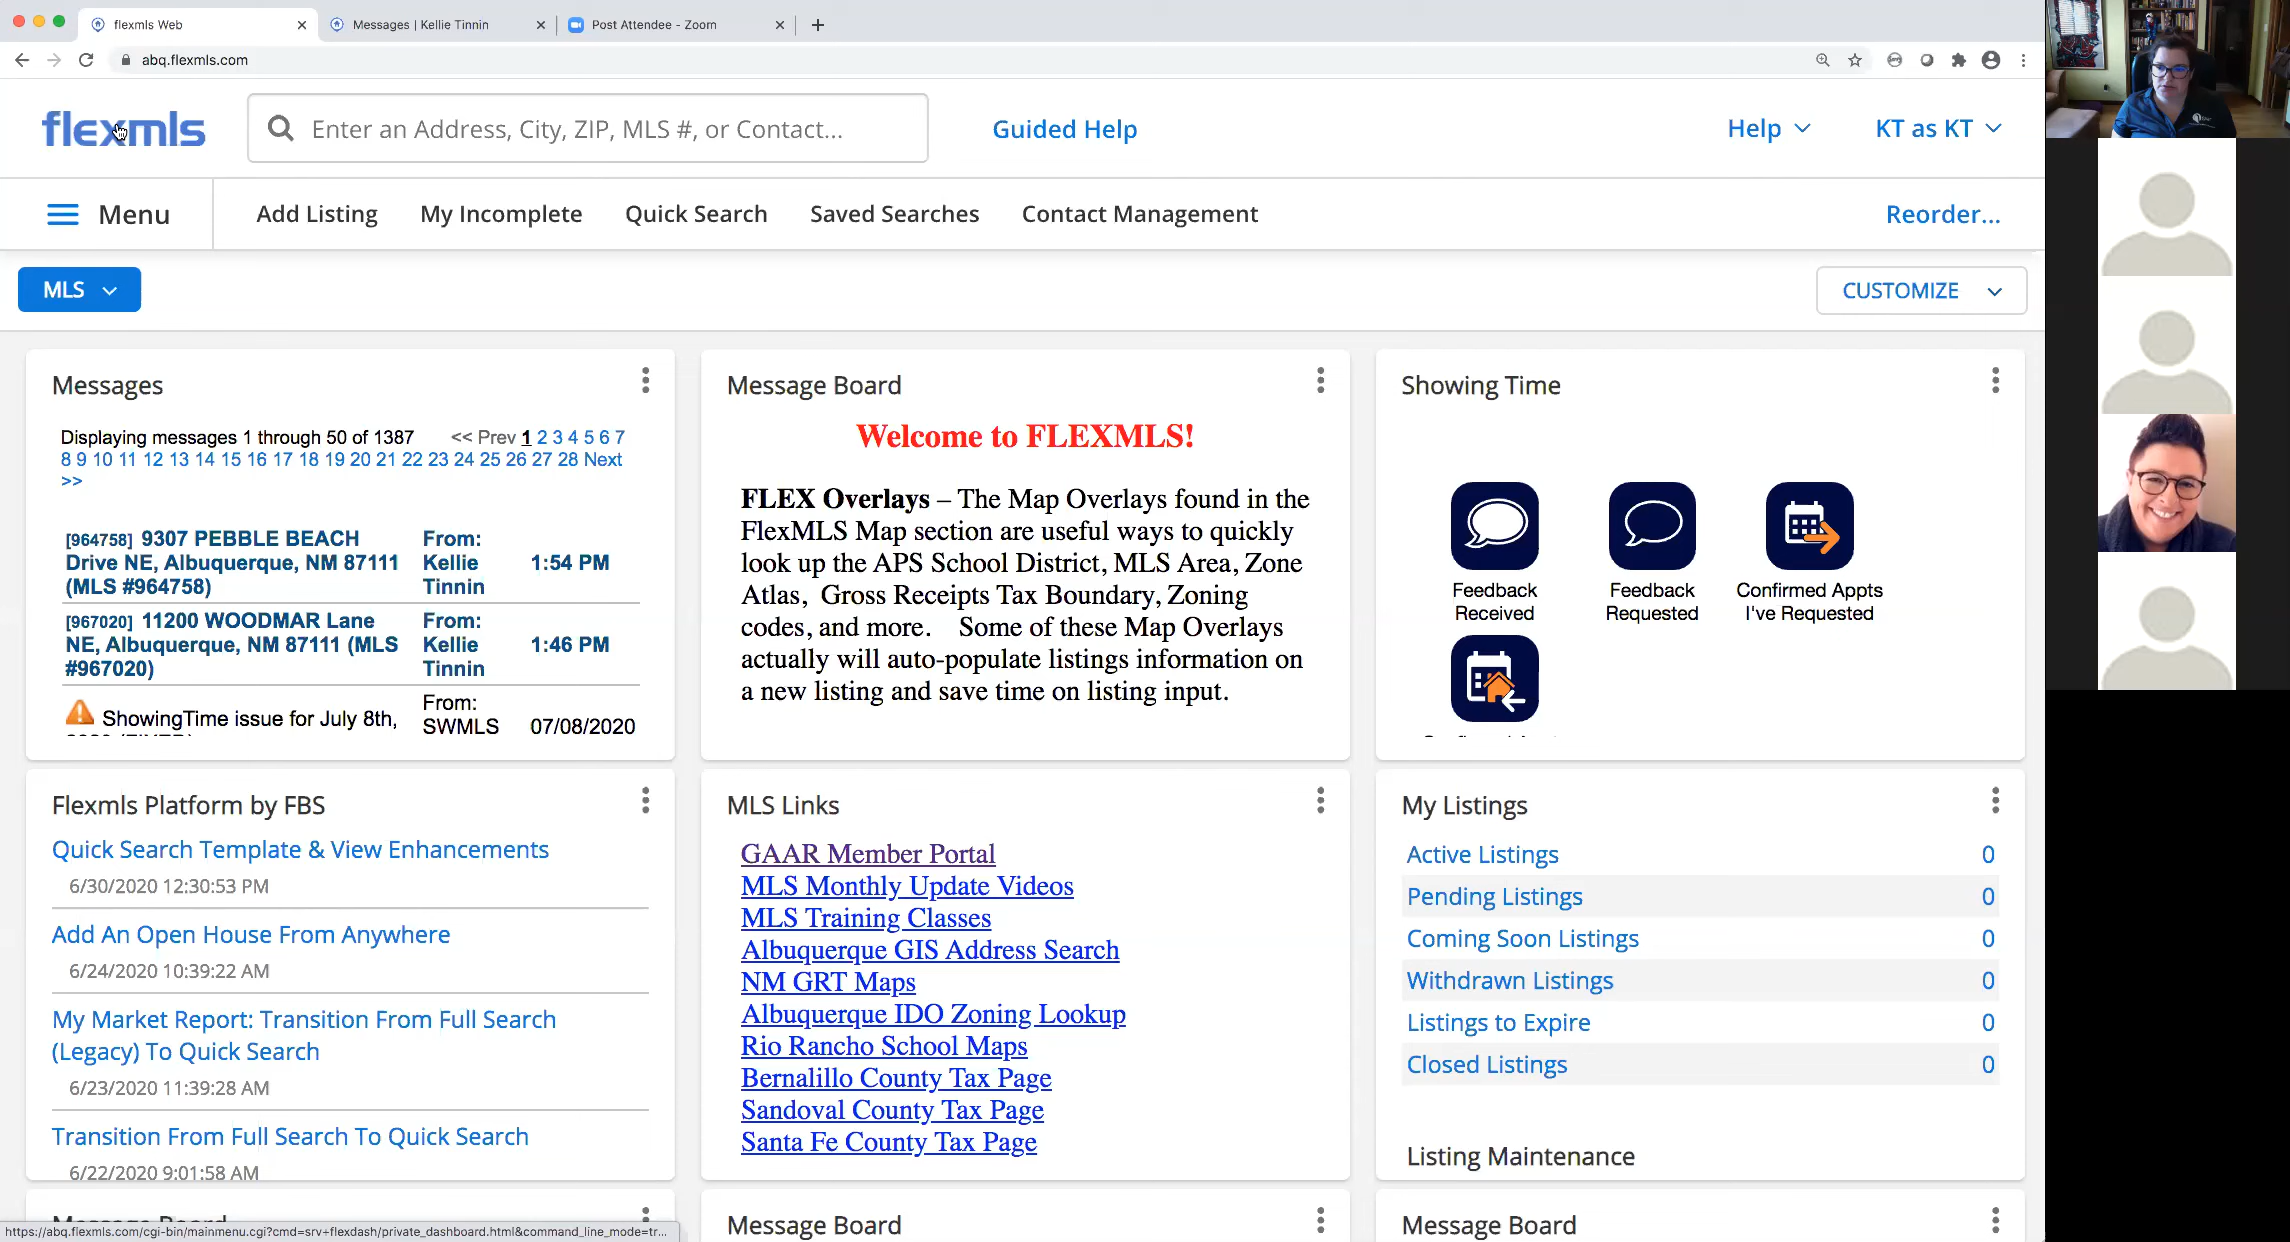 flexmls Web
Messages | Kellie Tinnin
Post Attendee - Zoom
abq.flexmls.com
flexmls
Enter an Address, City, ZIP, MLS #, or Contact...
Guided Help
Help
KT as KT
Menu
Add Listing
My Incomplete
Quick Search
Saved Searches
Contact Management
Reorder...
MLS
CUSTOMIZE
Messages
Displaying messages 1 through 50 of 1387 << Prev 1 2 3 4 5 6 7
8 9 10 11 12 13 14 15 16 17 18 19 20 21 22 23 24 25 26 27 28 Next
>>
[964758] 9307 PEBBLE BEACH
Drive NE, Albuquerque, NM 87111
(MLS #964758)
From:
Kellie
Tinnin
1:54 PM
[967020] 11200 WOODMAR Lane
NE, Albuquerque, NM 87111 (MLS
#967020)
From:
Kellie
Tinnin
1:46 PM
ShowingTime issue for July 8th,
From:
SWMLS
07/08/2020
Message Board
Welcome to FLEXMLS!
FLEX Overlays – The Map Overlays found in the
FlexMLS Map section are useful ways to quickly
look up the APS School District, MLS Area, Zone
Atlas, Gross Receipts Tax Boundary, Zoning
codes, and more. Some of these Map Overlays
actually will auto-populate listings information on
a new listing and save time on listing input.
Showing Time
Feedback
Received
Feedback
Requested
Confirmed Appts
I've Requested
Flexmls Platform by FBS
Quick Search Template & View Enhancements
6/30/2020 12:30:53 PM
Add An Open House From Anywhere
6/24/2020 10:39:22 AM
My Market Report: Transition From Full Search
(Legacy) To Quick Search
6/23/2020 11:39:28 AM
Transition From Full Search To Quick Search
6/22/2020 9:01:58 AM
MLS Links
GAAR Member Portal
MLS Monthly Update Videos
MLS Training Classes
Albuquerque GIS Address Search
NM GRT Maps
Albuquerque IDO Zoning Lookup
Rio Rancho School Maps
Bernalillo County Tax Page
Sandoval County Tax Page
Santa Fe County Tax Page
My Listings
Active Listings 0
Pending Listings 0
Coming Soon Listings 0
Withdrawn Listings 0
Listings to Expire 0
Closed Listings 0
Listing Maintenance
Message Board
Message Board
Message Board
https://abq.flexmls.com/cgi-bin/mainmenu.cgi?cmd=srv+flexdash/private_dashboard.html&command_line_mode=tr...